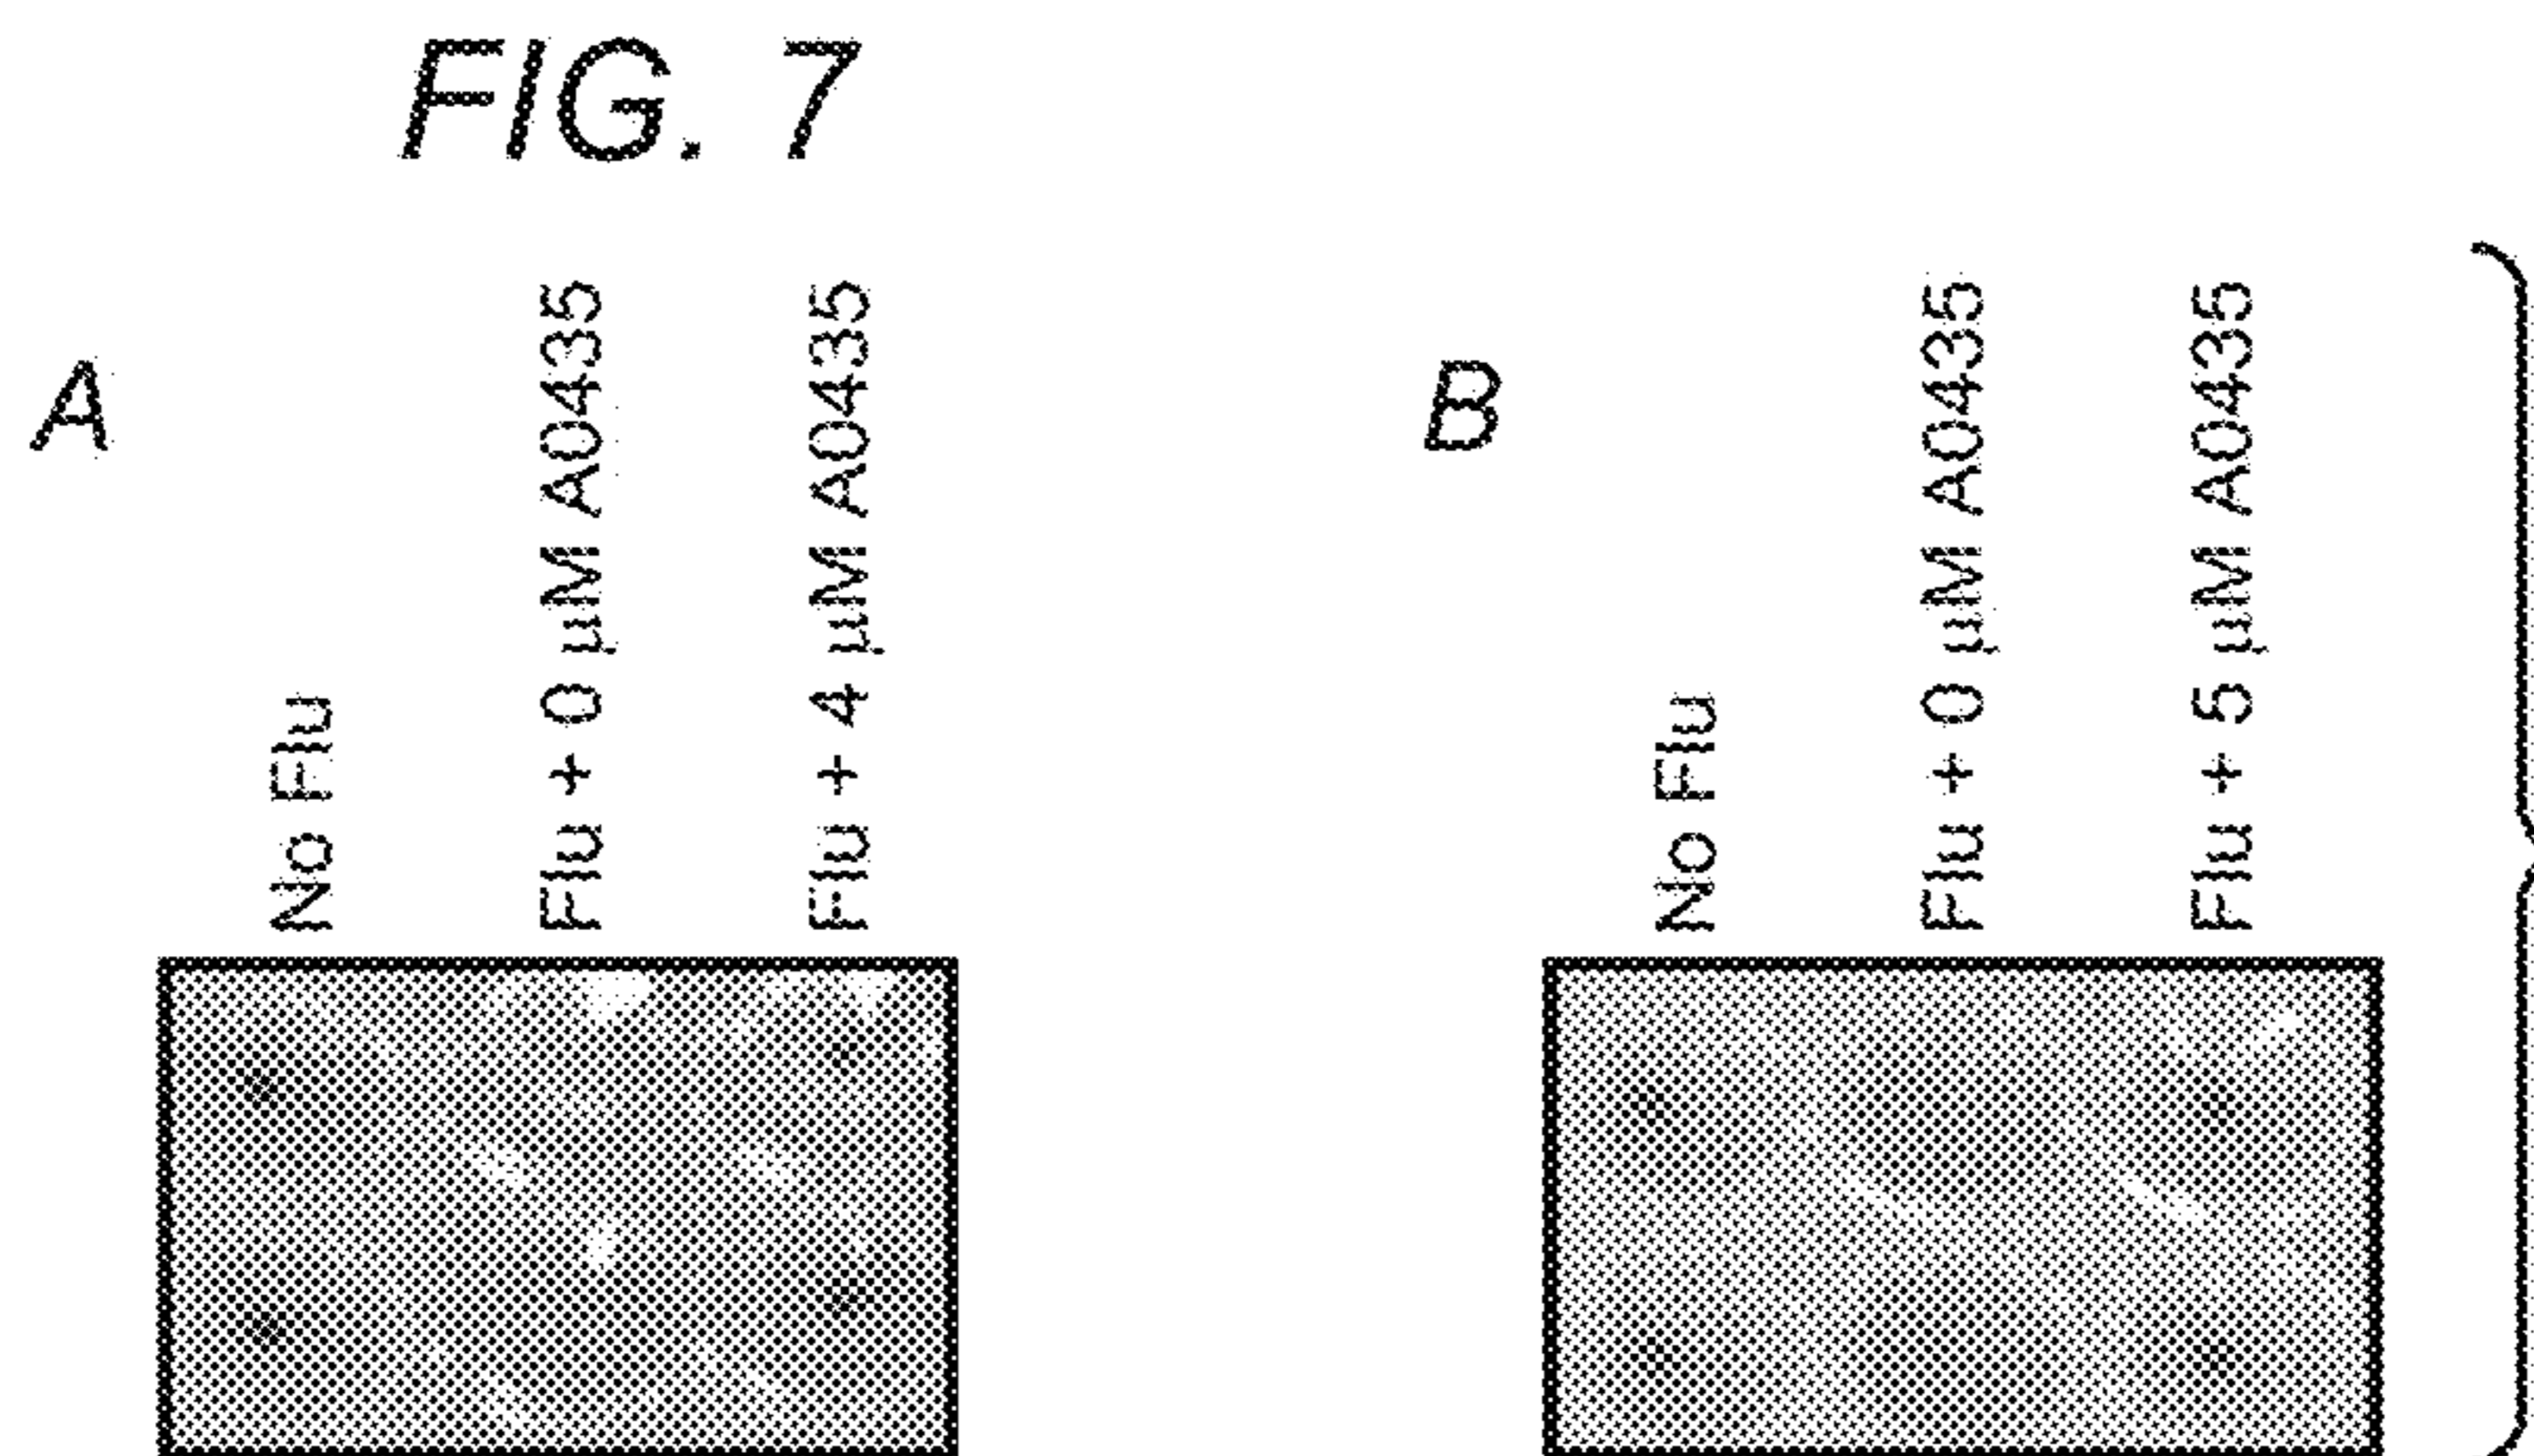 FIG. 7
A
No Flu
Flu + 0 µM A0435
Flu + 4 µM A0435
B
No Flu
Flu + 0 µM A0435
Flu + 5 µM A0435